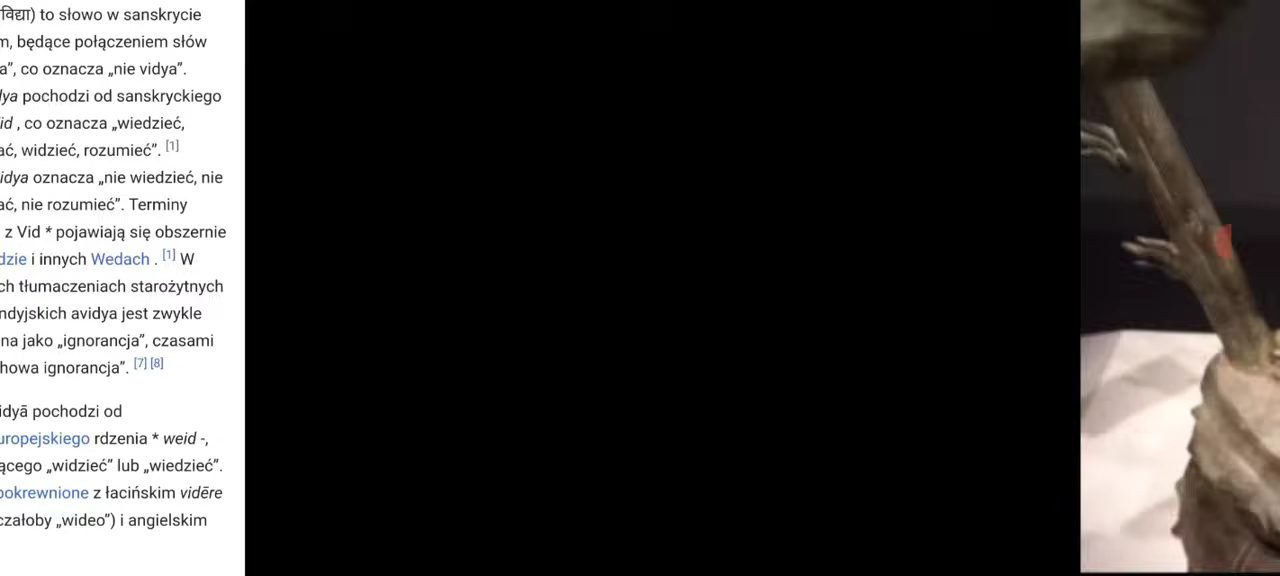 विद्या) to słowo w sanskrycie
m, będące połączeniem słów
a”, co oznacza „nie vidya”.
lya pochodzi od sanskryckiego
id , co oznacza „wiedzieć,
ać, widzieć, rozumieć”. [1]
idya oznacza „nie wiedzieć, nie
ać, nie rozumieć”. Terminy
z Vid * pojawiają się obszernie
dzie i innych Wedach . [1] W
ch tłumaczeniach starożytnych
ndyjskich avidya jest zwykle
na jako „ignorancja”, czasami
howa ignorancja”. [7] [8]
idyā pochodzi od
uropejskiego rdzenia * weid -,
ącego „widzieć” lub „wiedzieć”.
pokrewnione z łacińskim vidēre
czałoby „wideo”) i angielskim